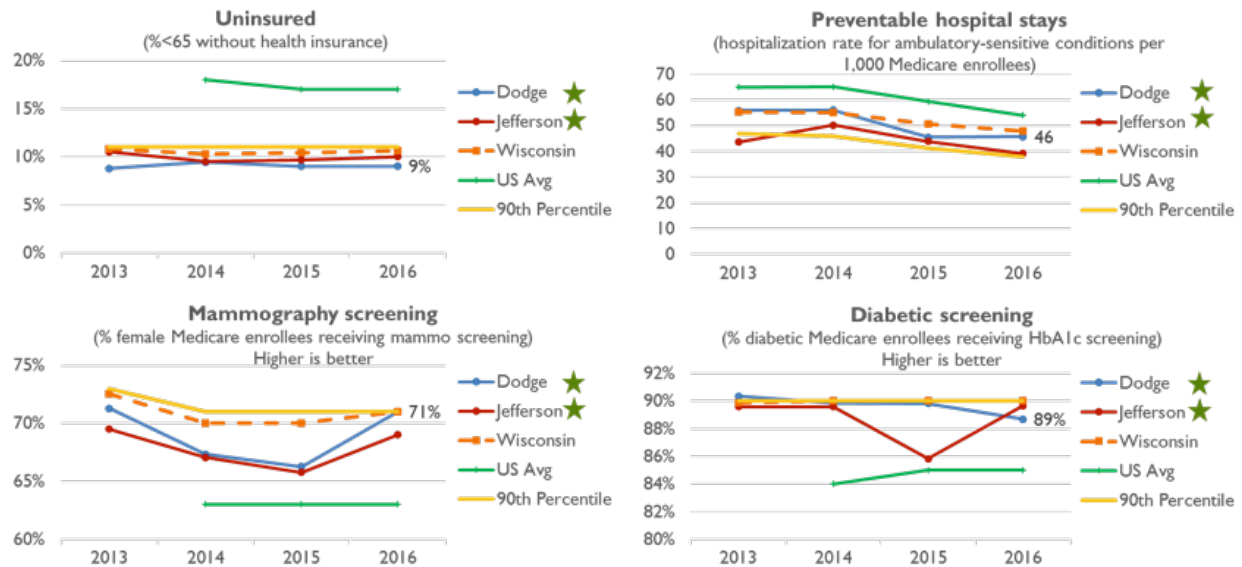 Uninsured
(%<65 without health insurance)
20%
15%
10%
5%
0%
9%
2013 2014 2015 2016
Dodge
Jefferson
Wisconsin
US Avg
90th Percentile
Preventable hospital stays
(hospitalization rate for ambulatory-sensitive conditions per
1,000 Medicare enrollees)
70
60
50
40
30
20
10
0
46
2013 2014 2015 2016
Dodge
Jefferson
Wisconsin
US Avg
90th Percentile
Mammography screening
(% female Medicare enrollees receiving mammo screening)
Higher is better
75%
70%
65%
60%
71%
2013 2014 2015 2016
Dodge
Jefferson
Wisconsin
US Avg
90th Percentile
Diabetic screening
(% diabetic Medicare enrollees receiving HbA1c screening)
Higher is better
92%
90%
88%
86%
84%
82%
80%
89%
2013 2014 2015 2016
Dodge
Jefferson
Wisconsin
US Avg
90th Percentile